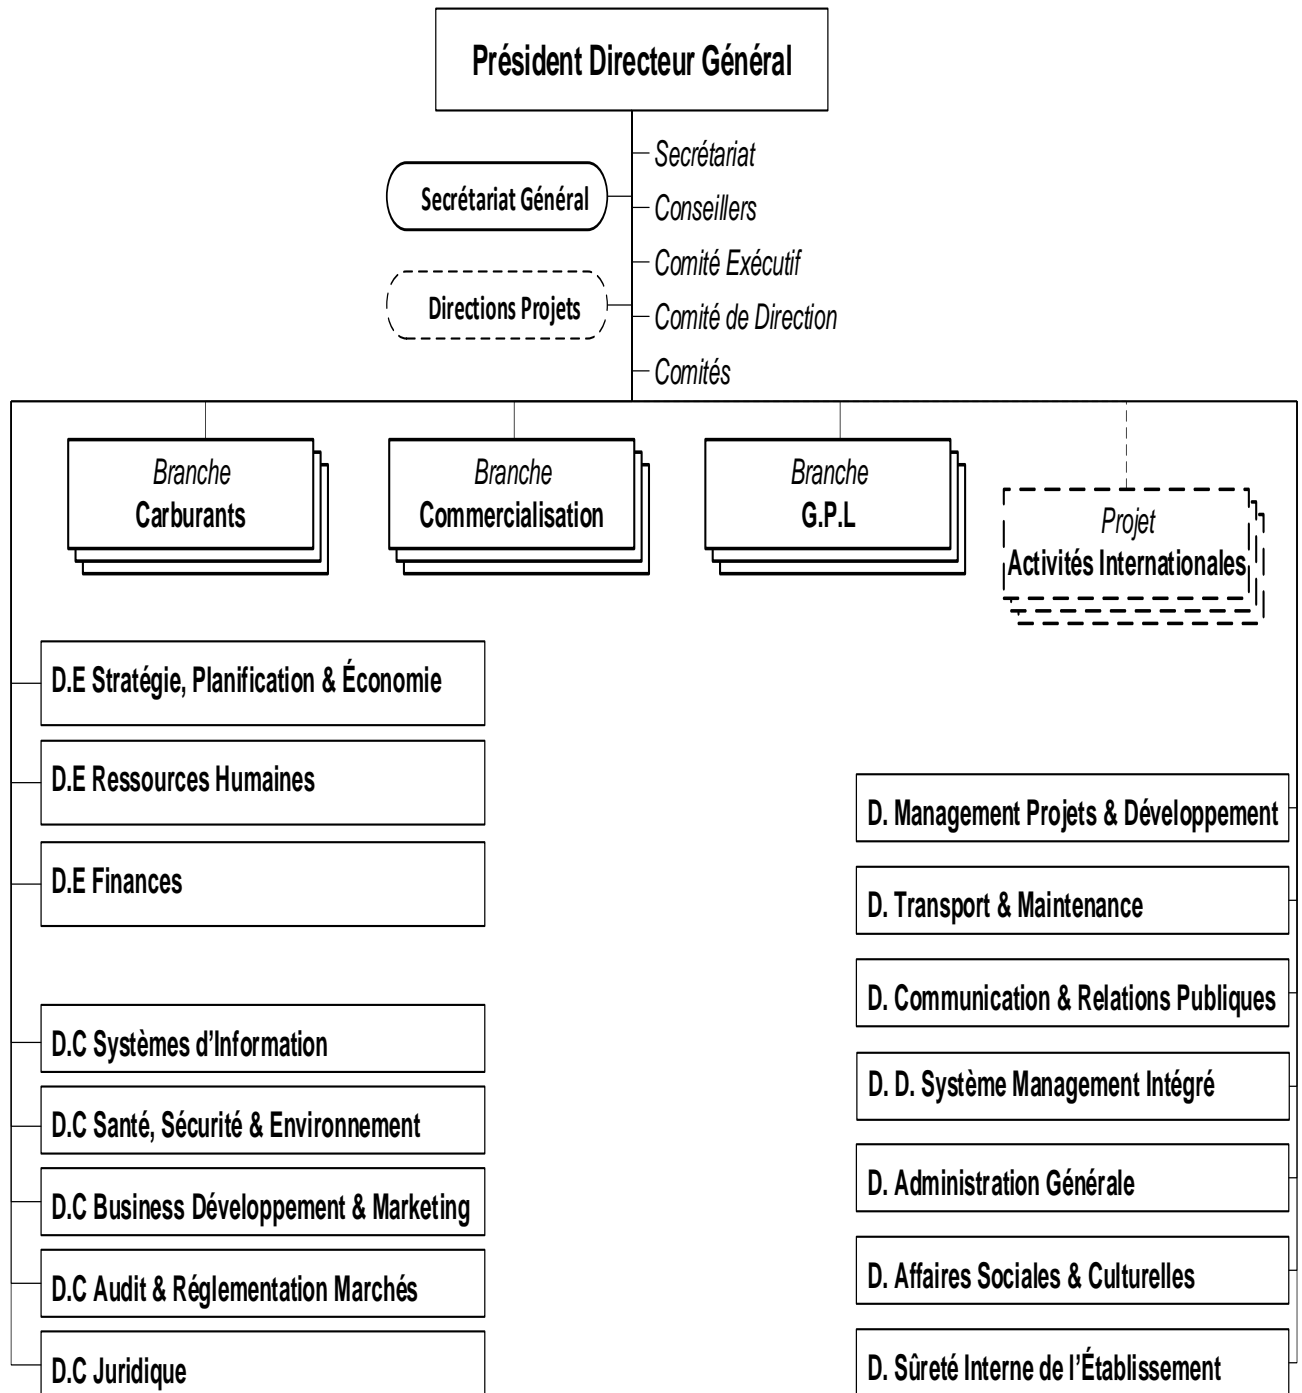 Président Directeur Général
Secrétariat
Secrétariat Général
Conseillers
Comité Exécutif
Directions Projets
Comité de Direction
Comités
Branche
Carburants
Branche
Commercialisation
Branche
G.P.L
Projet
Activités Internationales
D.E Stratégie, Planification & Économie
D.E Ressources Humaines
D.E Finances
D.C Systèmes d’Information
D.C Santé, Sécurité & Environnement
D.C Business Développement & Marketing
D.C Audit & Réglementation Marchés
D.C Juridique
D. Management Projets & Développement
D. Transport & Maintenance
D. Communication & Relations Publiques
D. D. Système Management Intégré
D. Administration Générale
D. Affaires Sociales & Culturelles
D. Sûreté Interne de l’Établissement